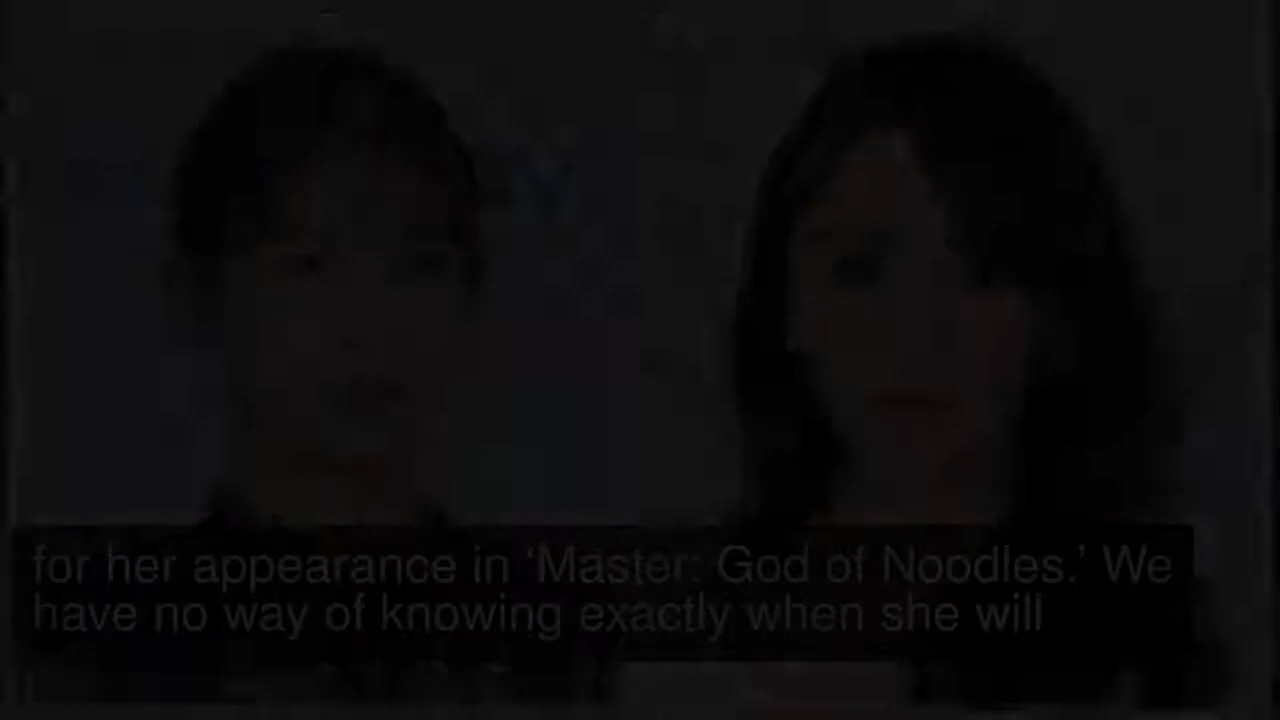 for her appearance in ‘Master: God of Noodles.’ We
have no way of knowing exactly when she will